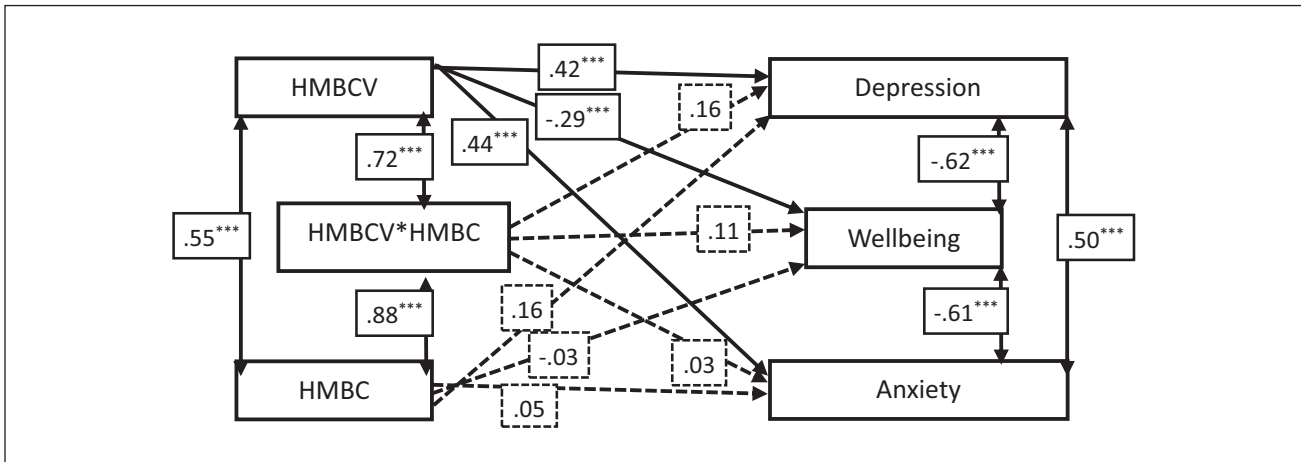 HMBCV
.42***
Depression
-.29***
.16
.44***
.72***
-.62***
.55***
HMBCV*HMBC
.11
Wellbeing
.50***
.88***
.16
-.03
.03
-.61***
HMBC
.05
Anxiety